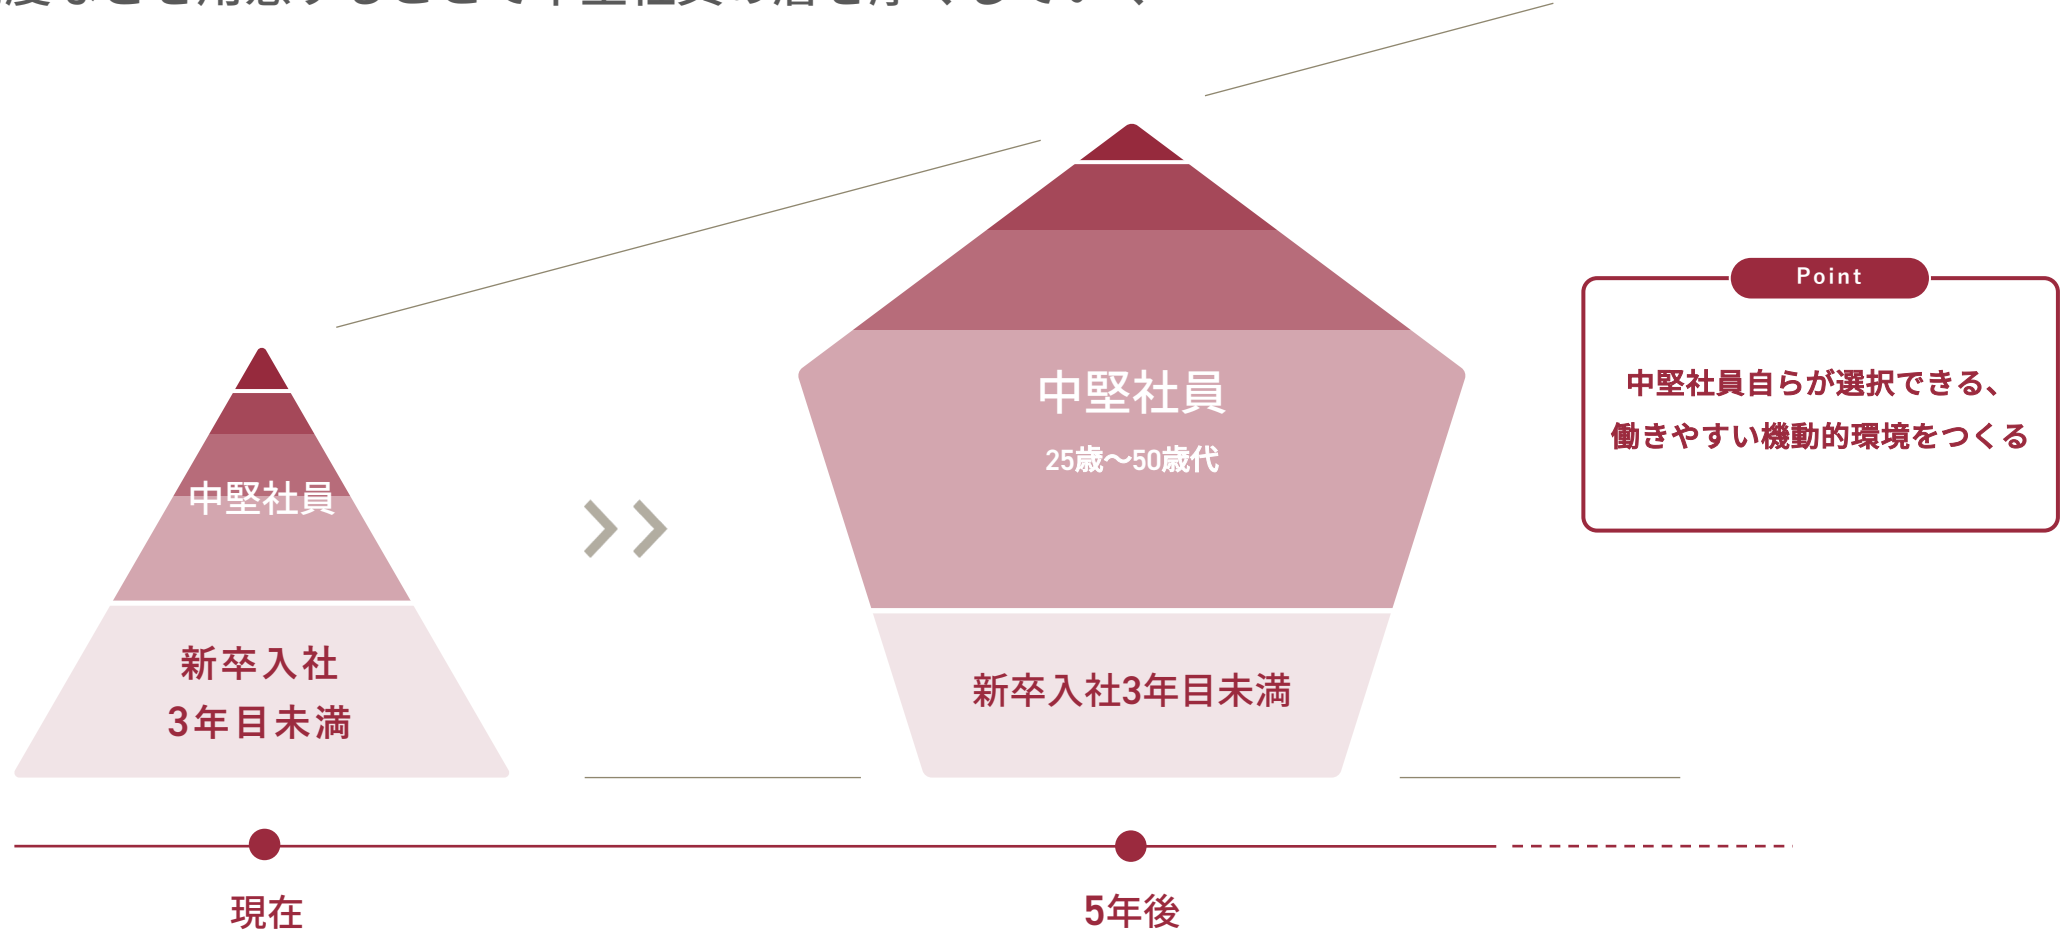 中堅社員
新卒入社
3年目未満
中堅社員
25歳〜50歳代
新卒入社3年目未満
Point
中堅社員自らが選択できる、
働きやすい機動的環境をつくる
現在
5年後